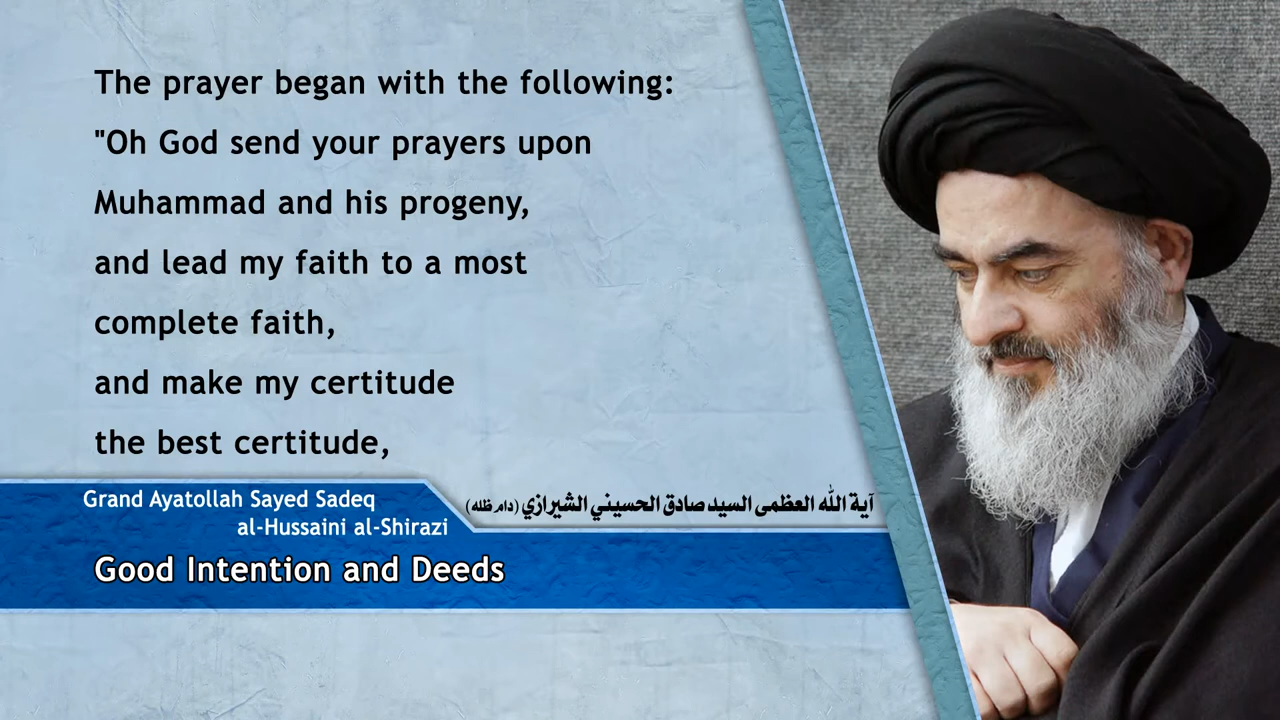 The prayer began with the following:
"Oh God send your prayers upon
Muhammad and his progeny,
and lead my faith to a most
complete faith,
and make my certitude
the best certitude,
Grand Ayatollah Sayed Sadeq
al-Hussaini al-Shirazi
آية الله العظمى السيد صادق الحسيني الشيرازي (دام ظله)
Good Intention and Deeds